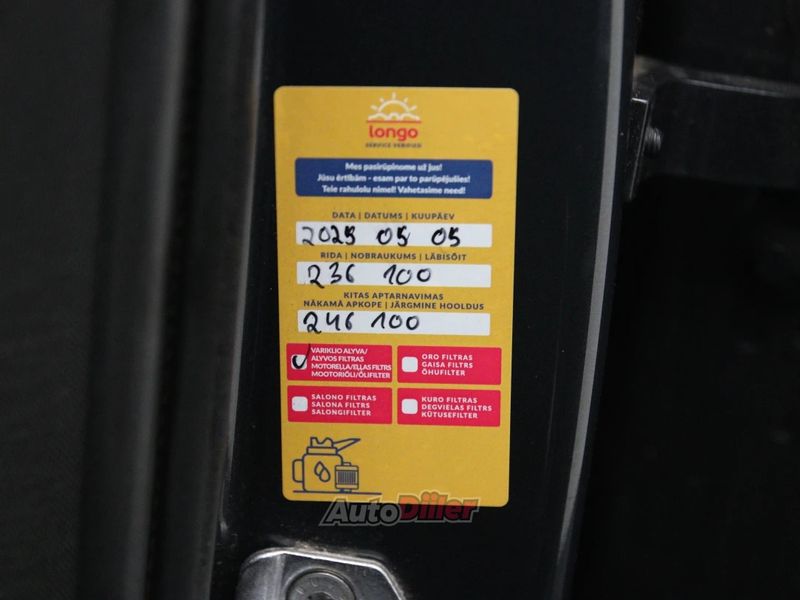 longo
SERVICE VERIFIED
Mes pasirūpinome už Jus!
Jūsu ērtībām - esam par to parūpējušies!
Teie rahulolu nimel! Vahetasime need!
DATA | DATUMS | KUUPÄEV
2025 05 05
RIDA | NOBRAUKUMS | LÄBISÕIT
236 100
KITAS APTARNAVIMAS
NĀKAMĀ APKOPE | JÄRGMINE HOOLDUS
246 100
VARIKLIO ALYVA/
ALYVOS FILTRAS
MOTOREĻĻA/EĻĻAS FILTRS
MOOTORIÕLI/ÕLIFILTER
ORO FILTRAS
GAISA FILTRS
ÕHUFILTER
SALONO FILTRAS
SALONA FILTRS
SALONGIFILTER
KURO FILTRAS
DEGVIELAS FILTRS
KÜTUSEFILTER
AutoDiiler